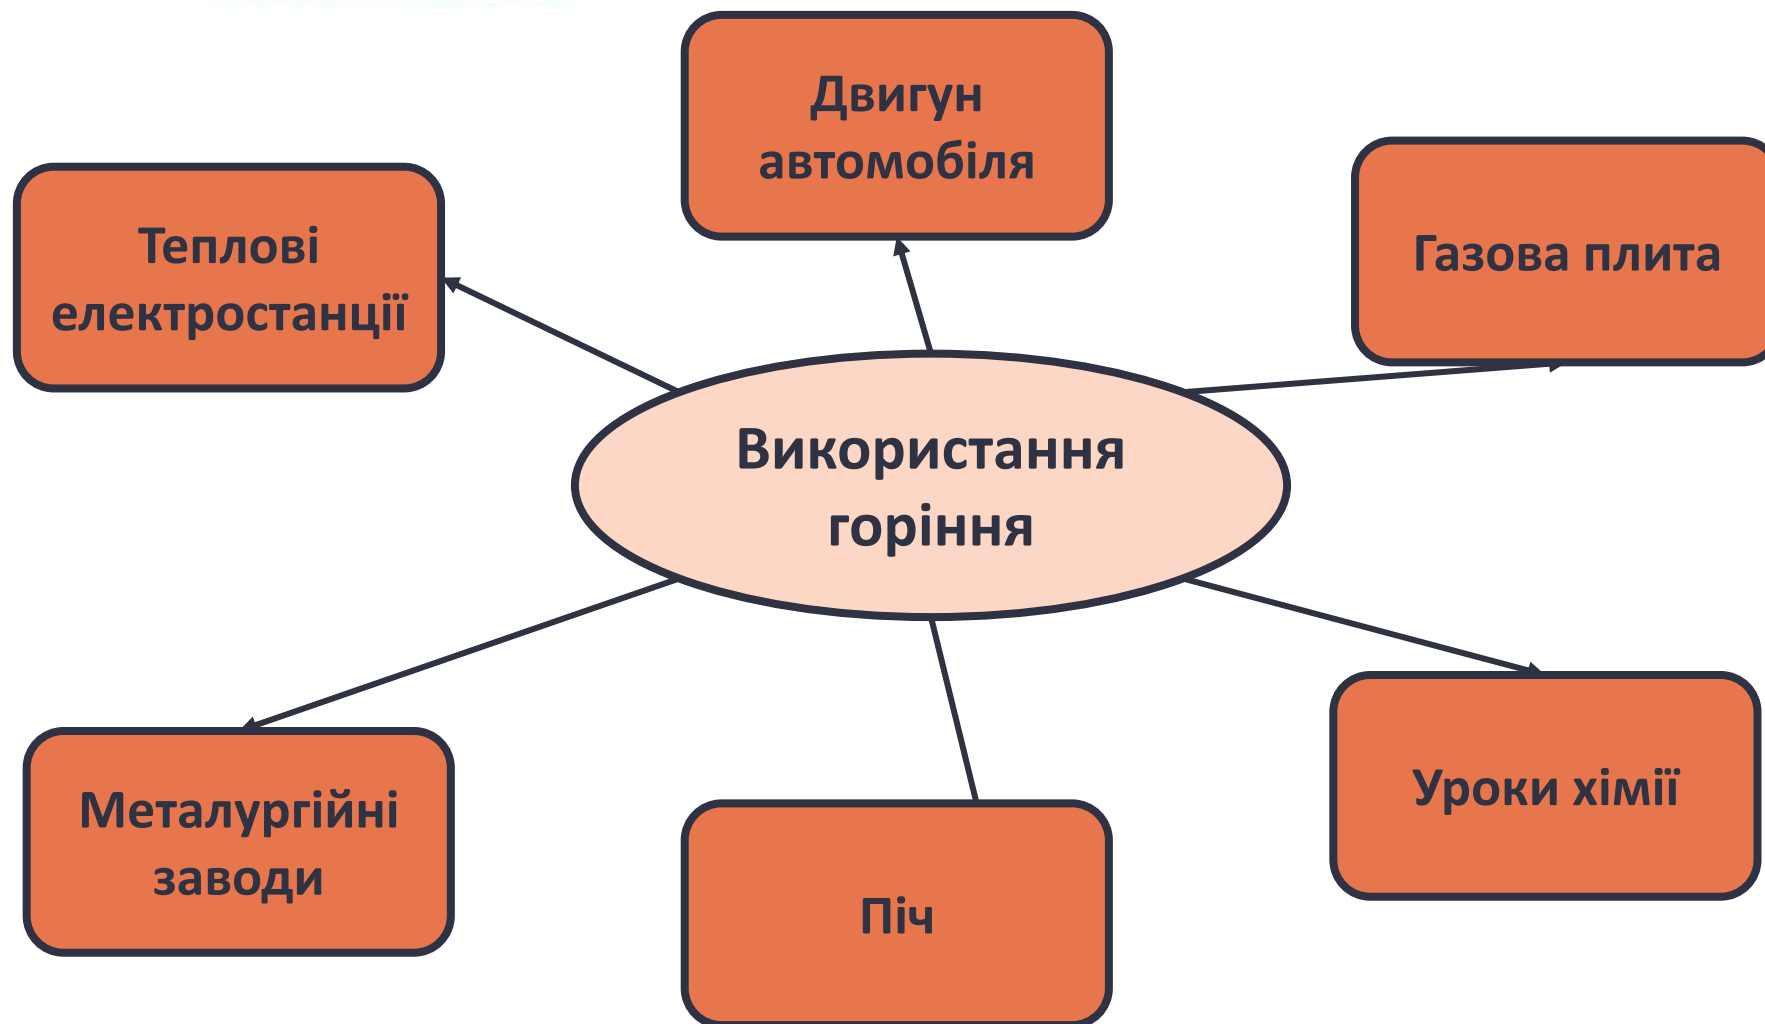 Двигун
автомобіля
Теплові
електростанції
Газова плита
Використання
горіння
Металургійні
заводи
Піч
Уроки хімії